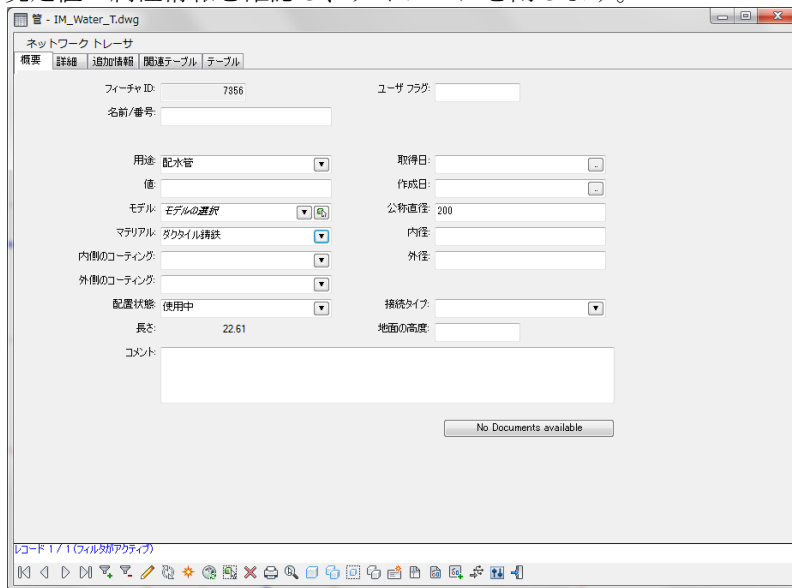 管 - IM_Water_T.dwg
ネットワーク トレーサ
概要 詳細 追加情報 関連テーブル テーブル
フィーチャ ID: 7356 ユーザ フラグ:
名前/番号:
用途: 配水管 取得日:
値: 作成日:
モデル: モデルの選択 公称直径: 200
マテリアル: ダクタイル鋳鉄 内径:
内側のコーティング: 外径:
外側のコーティング:
配置状態: 使用中 接続タイプ:
長さ: 22.61 地面の高度:
コメント:
No Documents available
レコード 1 / 1 (フィルタがアクティブ)